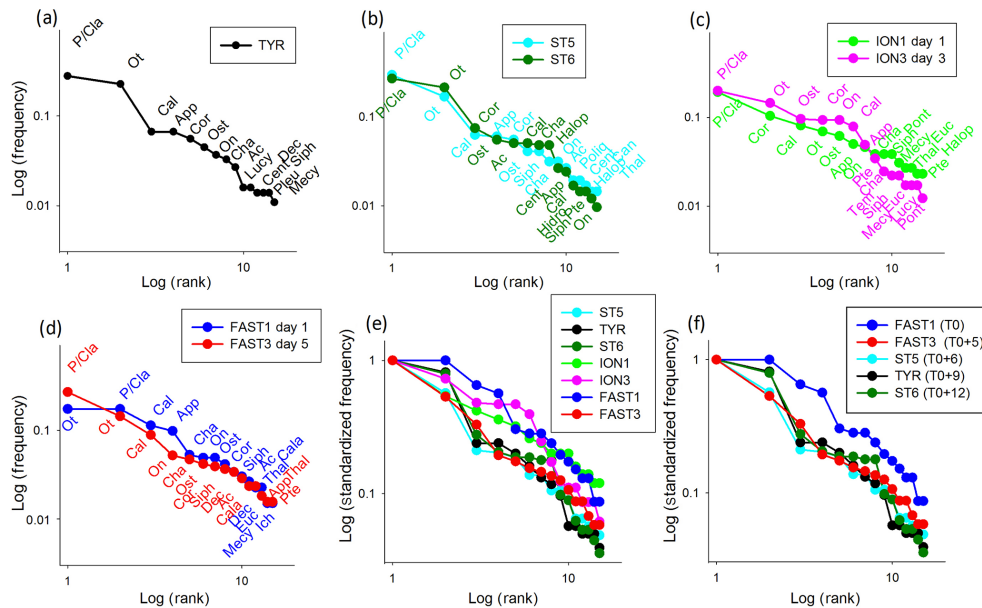 (a)
P/Cla
TYR
Ot
Cal
App
Cor
Ost
On
Cha
Ac
Lucy
Dec
Cent
Siph
Pleu
Mecy
0.1
0.01
Log (frequency)
1
10
Log (rank)
(b)
P/Cla
ST5
ST6
Ot
P/Cla
Ot
Cor
App
Cal
Cor
Cal
Cha
Halop
Ost
Ac
Ost
Siph
Cha
On
Ac
Poliq
Cent
Can
Halop
Thal
Cent
App
Cal
Hidro
Siph
Pte
On
0.1
0.01
1
10
Log (rank)
(c)
P/Cla
ION1 day 1
ION3 day 3
Ot
Ost
Cor
On
Cal
P/Cla
Cor
Cal
Ot
Ost
App
On
App
Cha
Pont
Mecy
Euc
Thal
Halop
Pte
Pte
Cha
Tem
Siph
Euc
Mecy
Lucy
Pont
0.1
0.01
1
10
Log (rank)
(d)
P/Cla
FAST1 day 1
FAST3 day 5
P/Cla
Cal
App
Ot
Ot
Cal
On
Cha
Ost
Cor
Siph
Dec
Ac
Cala
Cha
Ost
Ot
Cor
Siph
Ac
Thal
Cala
App
Thal
Pte
Dec
Euc
Mecy
Ich
0.1
0.01
Log (frequency)
1
10
Log (rank)
(e)
ST5
TYR
ST6
ION1
ION3
FAST1
FAST3
1
0.1
Log (standardized frequency)
1
10
Log (rank)
(f)
FAST1 (T0)
FAST3 (T0+5)
ST5 (T0+6)
TYR (T0+9)
ST6 (T0+12)
1
0.1
Log (standardized frequency)
1
10
Log (rank)